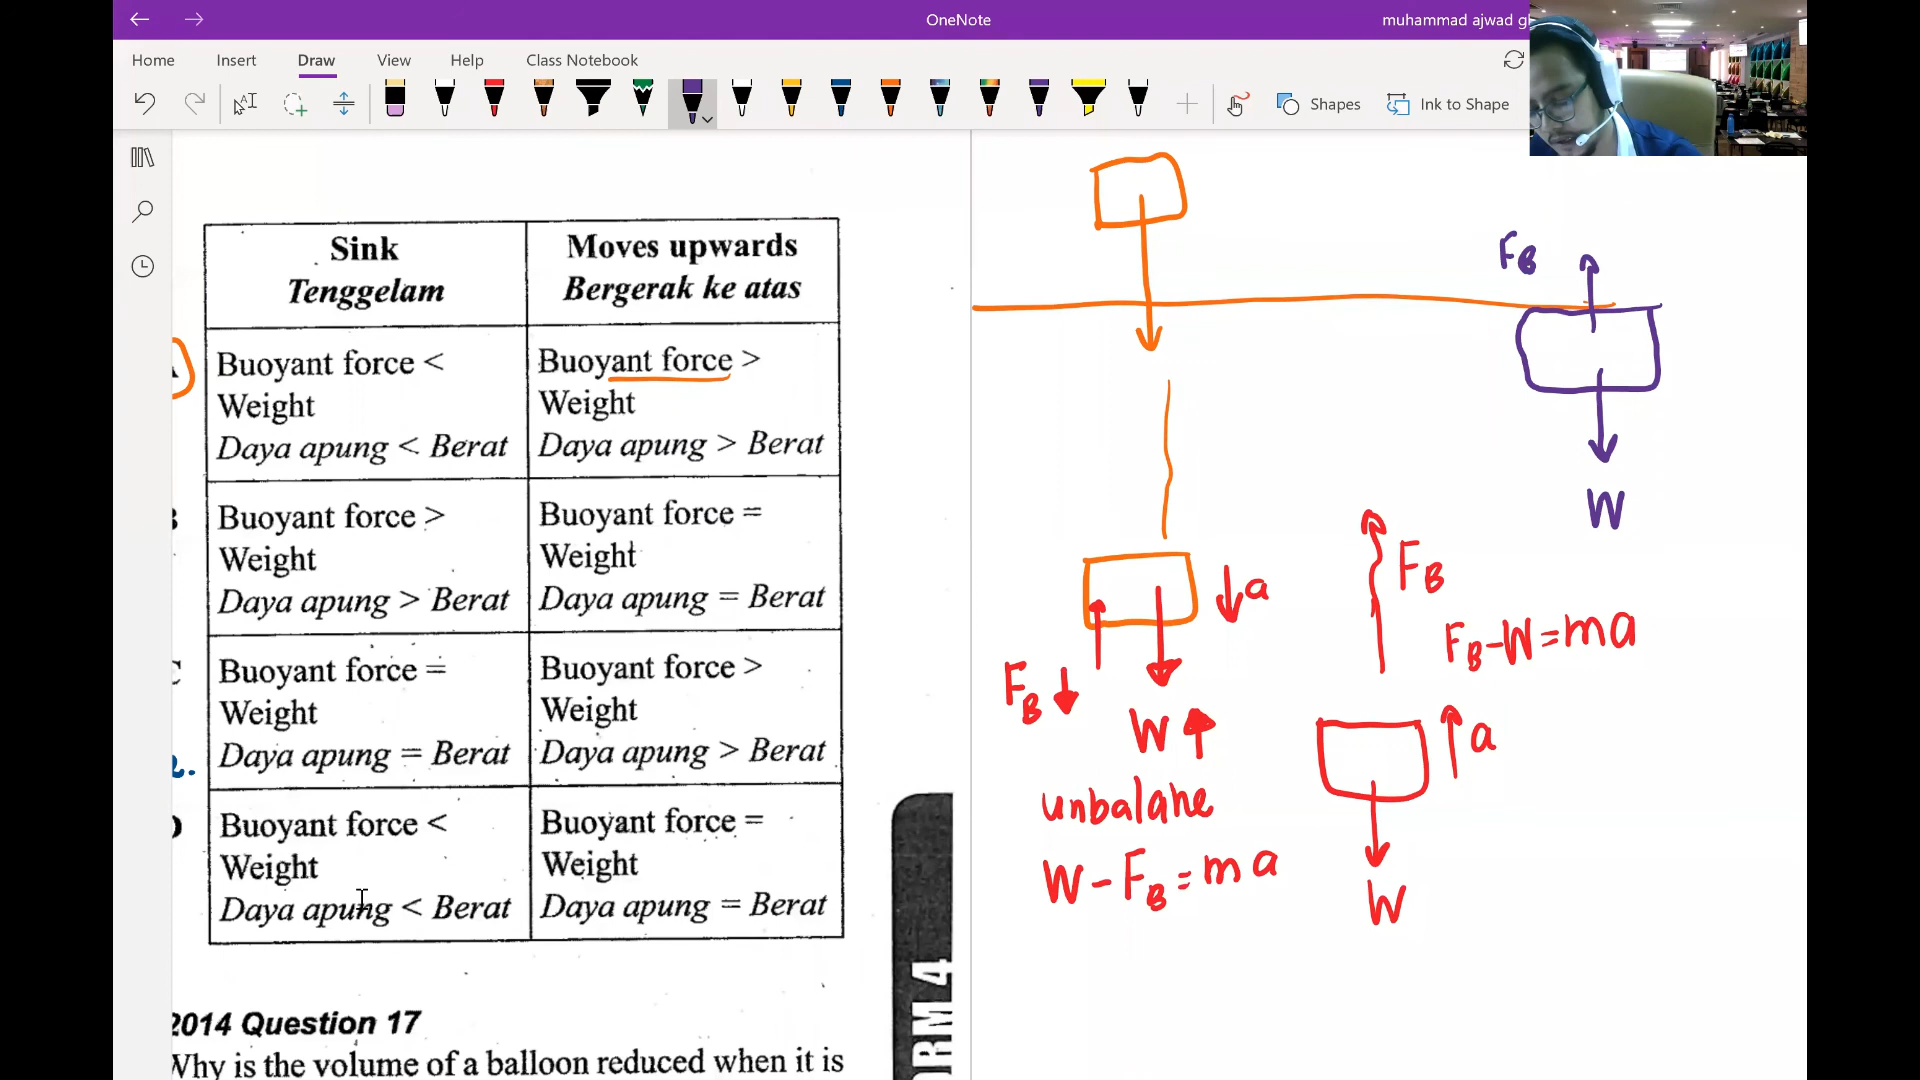 OneNote
muhammad ajwad
Home Insert Draw View Help Class Notebook
Shapes Ink to Shape
Sink Moves upwards
Tenggelam Bergerak ke atas
Buoyant force < Buoyant force >
Weight Weight
Daya apung < Berat Daya apung > Berat
Buoyant force > Buoyant force =
Weight Weight
Daya apung > Berat Daya apung = Berat
Buoyant force = Buoyant force >
Weight Weight
Daya apung = Berat Daya apung > Berat
Buoyant force < Buoyant force =
Weight Weight
Daya apung < Berat Daya apung = Berat
2014 Question 17
Why is the volume of a balloon reduced when it is
FB
W
FB
a
FB - W = ma
FB ↓
W ↑
a
unbalane
W - FB = ma
W